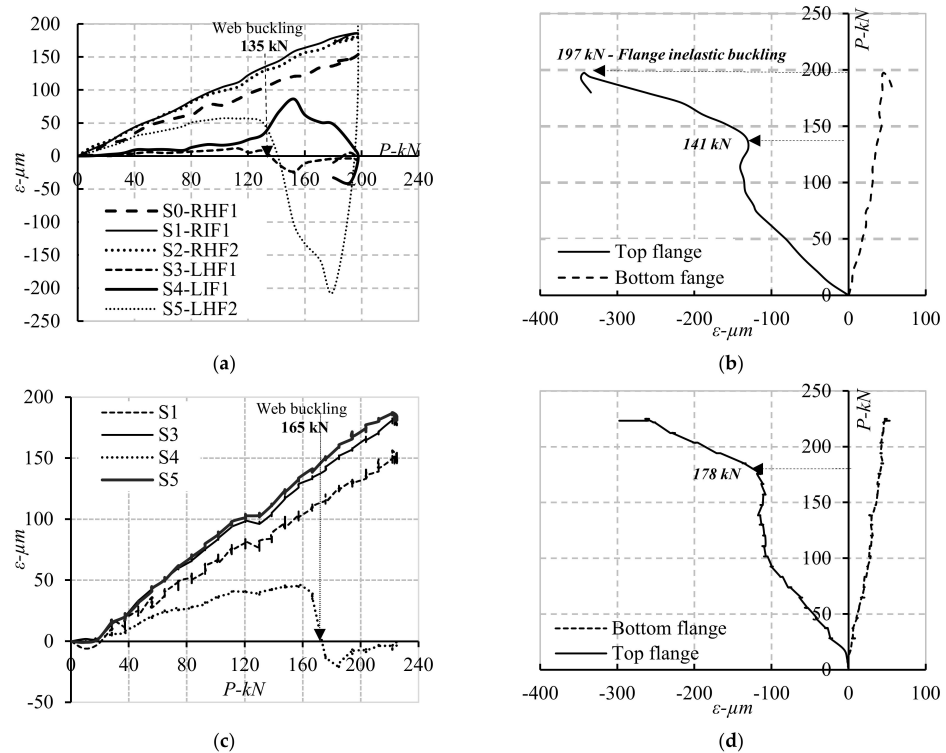 200
150
100
50
0
-50
-100
-150
-200
-250
ε-μm
Web buckling
135 kN
0 40 80 120 160 200 240
P-kN
S0-RHF1
S1-RIF1
S2-RHF2
S3-LHF1
S4-LIF1
S5-LHF2
(a)
250
200
150
100
50
0
P-kN
197 kN - Flange inelastic buckling
141 kN
Top flange
Bottom fange
-400 -300 -200 -100 0 100
ε-μm
(b)
200
150
100
50
0
-50
ε-μm
S1
S3
S4
S5
Web buckling
165 kN
0 40 80 120 160 200 240
P-kN
(c)
250
200
150
100
50
0
P-kN
178 kN
Bottom flange
Top flange
-400 -300 -200 -100 0 100
ε-μm
(d)